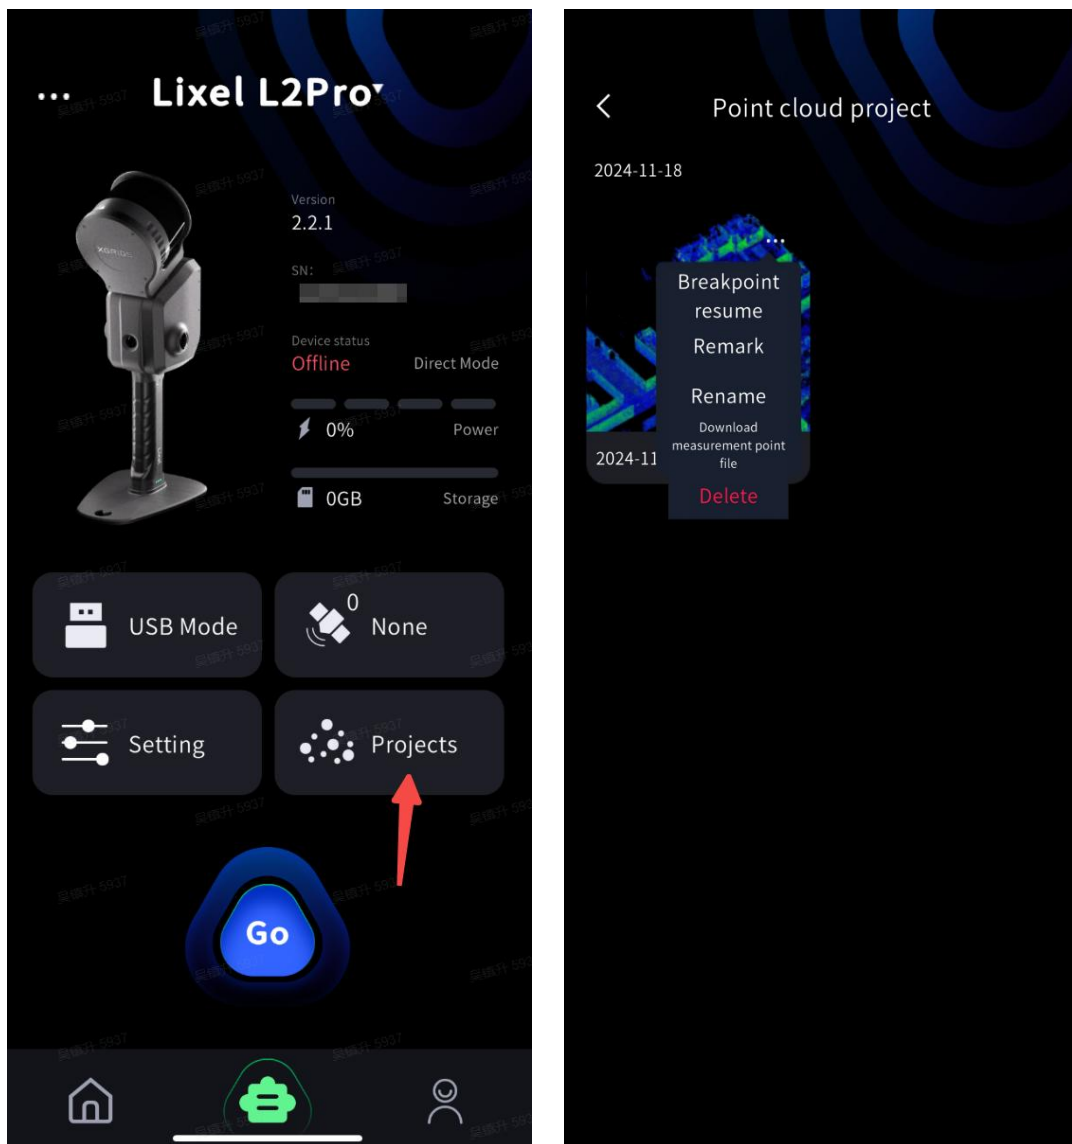 Lixel L2Pro
Version
2.2.1
SN:
Device status
Offline
Direct Mode
0%
Power
0GB
Storage
USB Mode
0
None
Setting
Projects
Go
Point cloud project
2024-11-18
Breakpoint
resume
Remark
Rename
Download
measurement point
file
2024-11
Delete